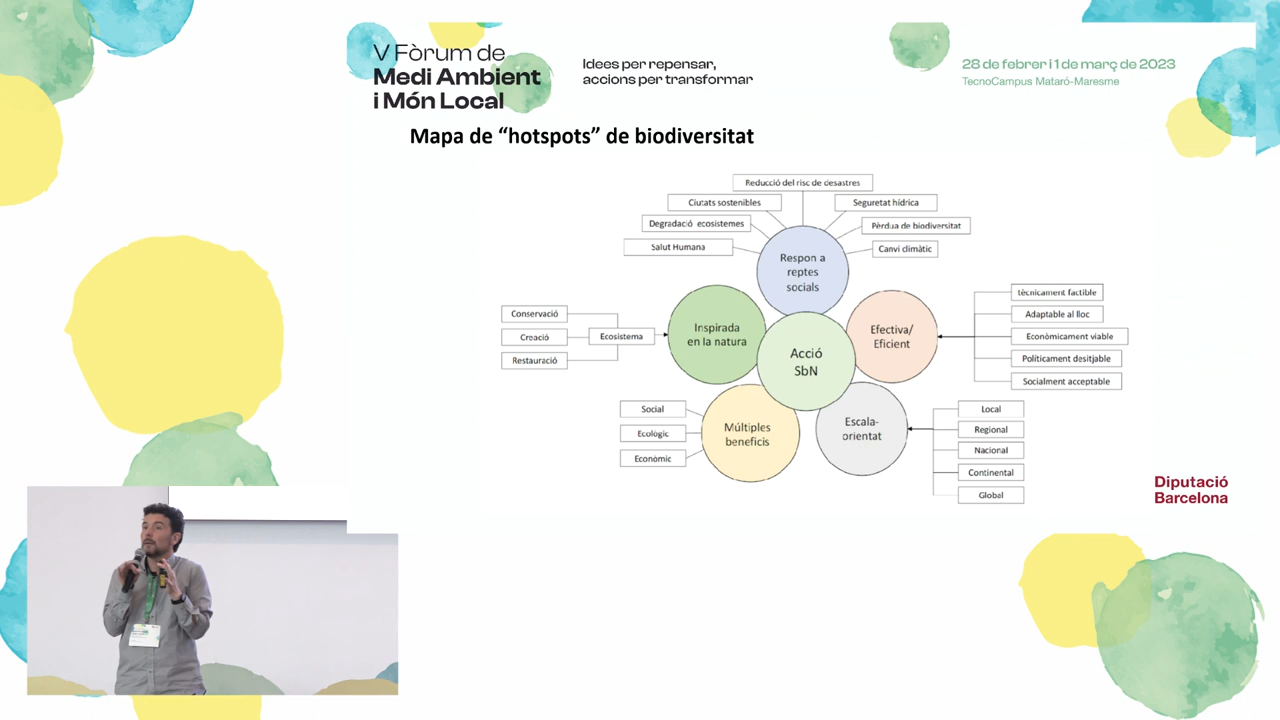 V Fòrum de
Medi Ambient
i Món Local
Idees per repensar,
accions per transformar
28 de febrer i 1 de març de 2023
TecnoCampus Mataró-Maresme
Mapa de “hotspots” de biodiversitat
Reducció del risc de desastres
Ciutats sostenibles
Seguretat hídrica
Degradació ecosistemes
Pèrdua de biodiversitat
Salut Humana
Canvi climàtic
Respon a
reptes
socials
Conservació
Creació
Restauració
Ecosistema
Inspirada
en la natura
Acció
SbN
Efectiva/
Eficient
tècnicament factible
Adaptable al lloc
Econòmicament viable
Políticament desitjable
Socialment acceptable
Social
Ecològic
Econòmic
Múltiples
beneficis
Escala-
orientat
Local
Regional
Nacional
Continental
Global
Diputació
Barcelona